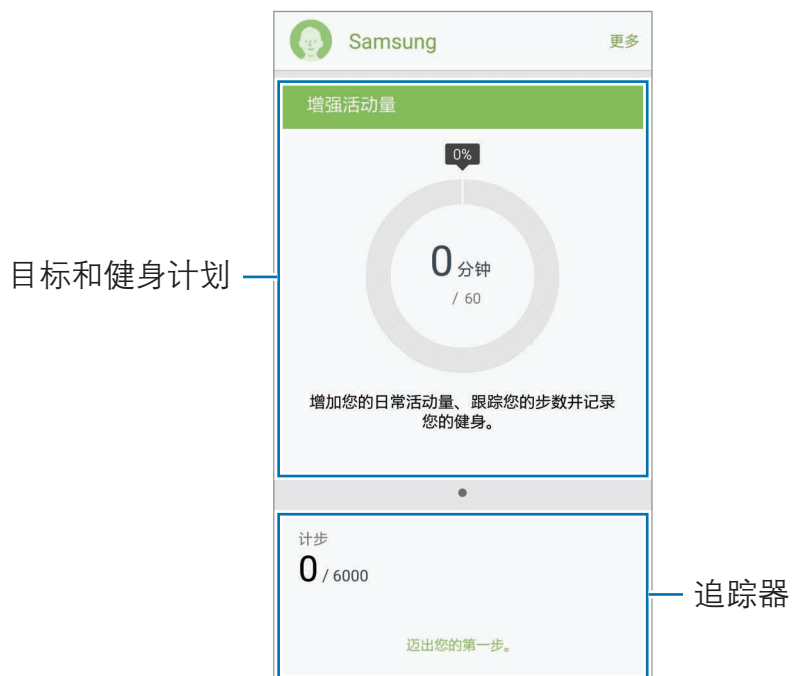 Samsung
更多
增强活动量
0%
目标和健身计划
0 分钟
/ 60
增加您的日常活动量、跟踪您的步数并记录
您的健身。
计步
0 / 6000
追踪器
迈出您的第一步。